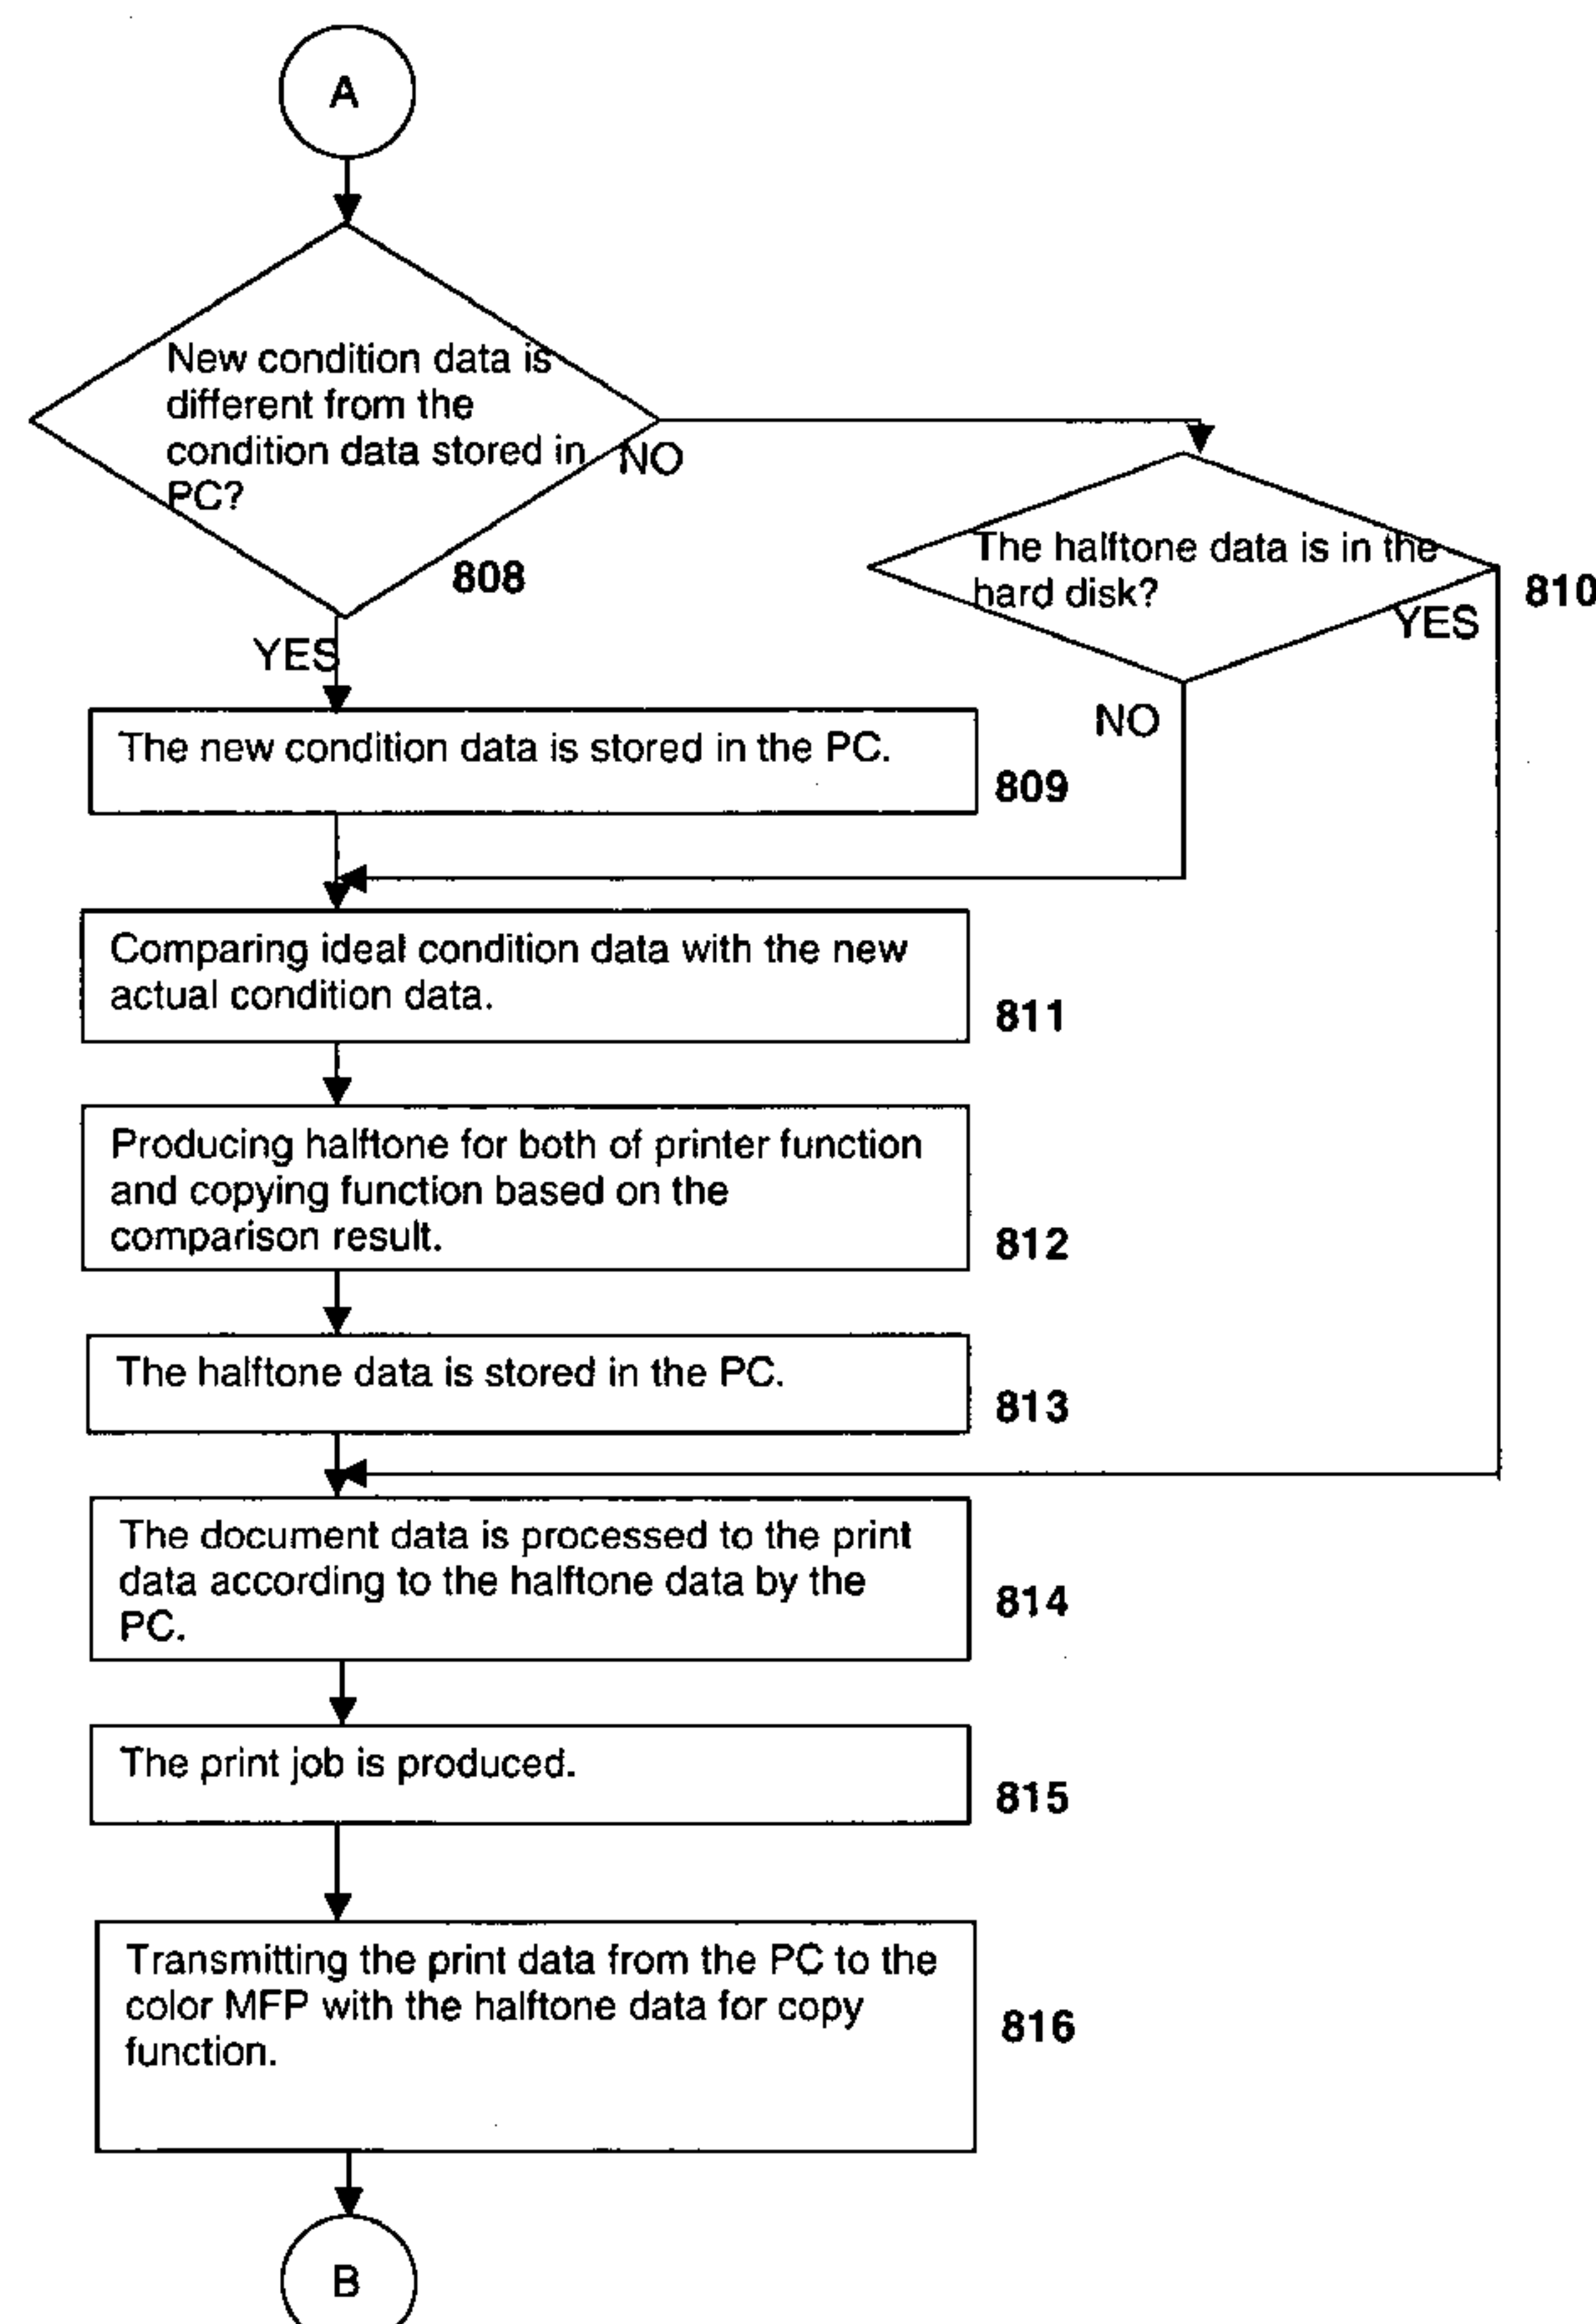 A
New condition data is
different from the
condition data stored in
PC?
NO
808
YES
The halftone data is in the
hard disk?
810
YES
NO
The new condition data is stored in the PC.
809
Comparing ideal condition data with the new
actual condition data.
811
Producing halftone for both of printer function
and copying function based on the
comparison result.
812
The halftone data is stored in the PC.
813
The document data is processed to the print
data according to the halftone data by the
PC.
814
The print job is produced.
815
Transmitting the print data from the PC to the
color MFP with the halftone data for copy
function.
816
B